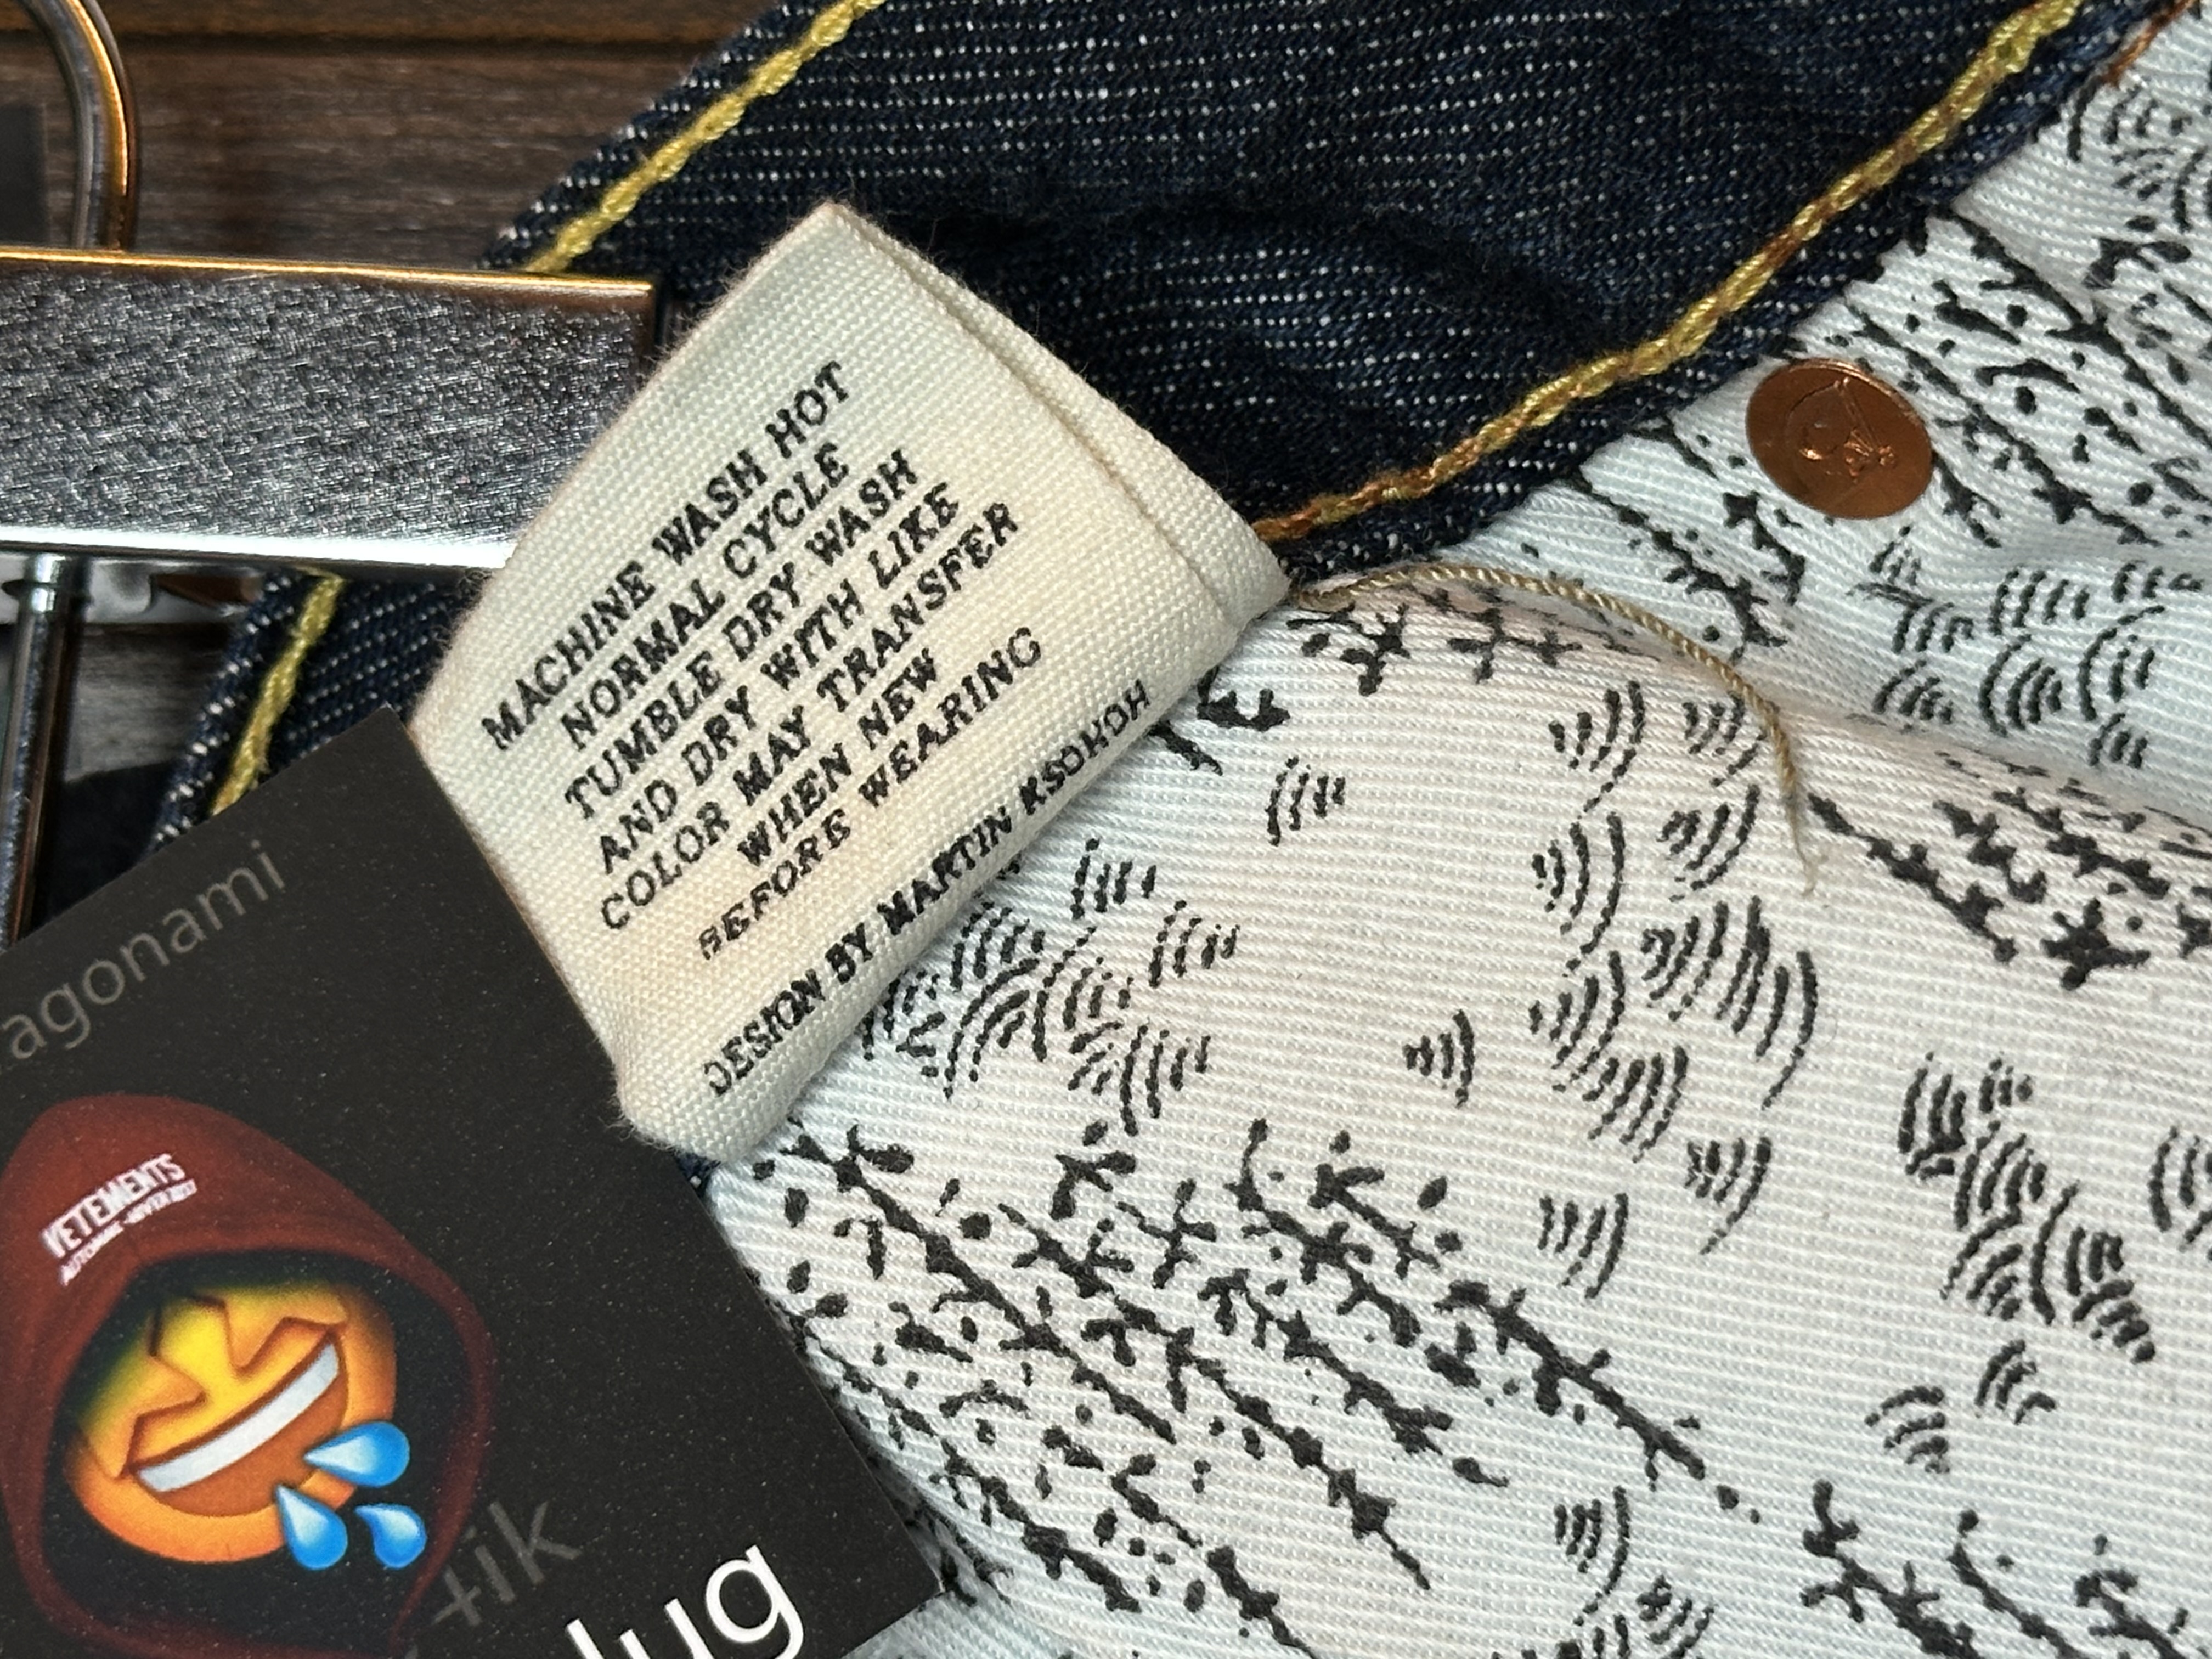 MACHINE WASH HOT
NORMAL CYCLE
TUMBLE DRY WASH
AND DRY WITH LIKE
COLOR MAY TRANSFER
WHEN NEW
BEFORE WEARING
DESIGN BY MARTIN KSOHOH
agonami
VETEMENTS
+ik
lug